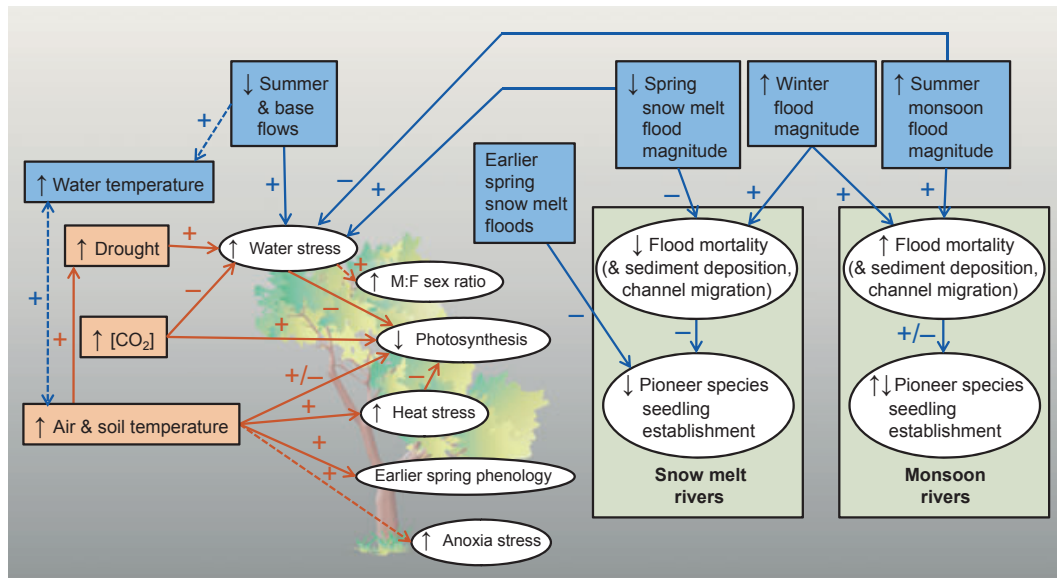 ↓ Summer
& base
flows
↓ Spring
snow melt
flood
magnitude
↑ Winter
flood
magnitude
↑ Summer
monsoon
flood
magnitude
Earlier
spring
snow melt
floods
+
↑ Water temperature
+
–
+
–
+
+
+
↑ Drought
+
↑ Water stress
↓ Flood mortality
(& sediment deposition,
channel migration)
↑ Flood mortality
(& sediment deposition,
channel migration)
+
↑ M:F sex ratio
+
–
–
–
–
+/–
+
↑ [CO₂]
+
↓ Photosynthesis
+/–
–
↓ Pioneer species
seedling
establishment
↑↓ Pioneer species
seedling
establishment
↑ Air & soil temperature
+
↑ Heat stress
+
Earlier spring phenology
+
↑ Anoxia stress
Snow melt
rivers
Monsoon
rivers